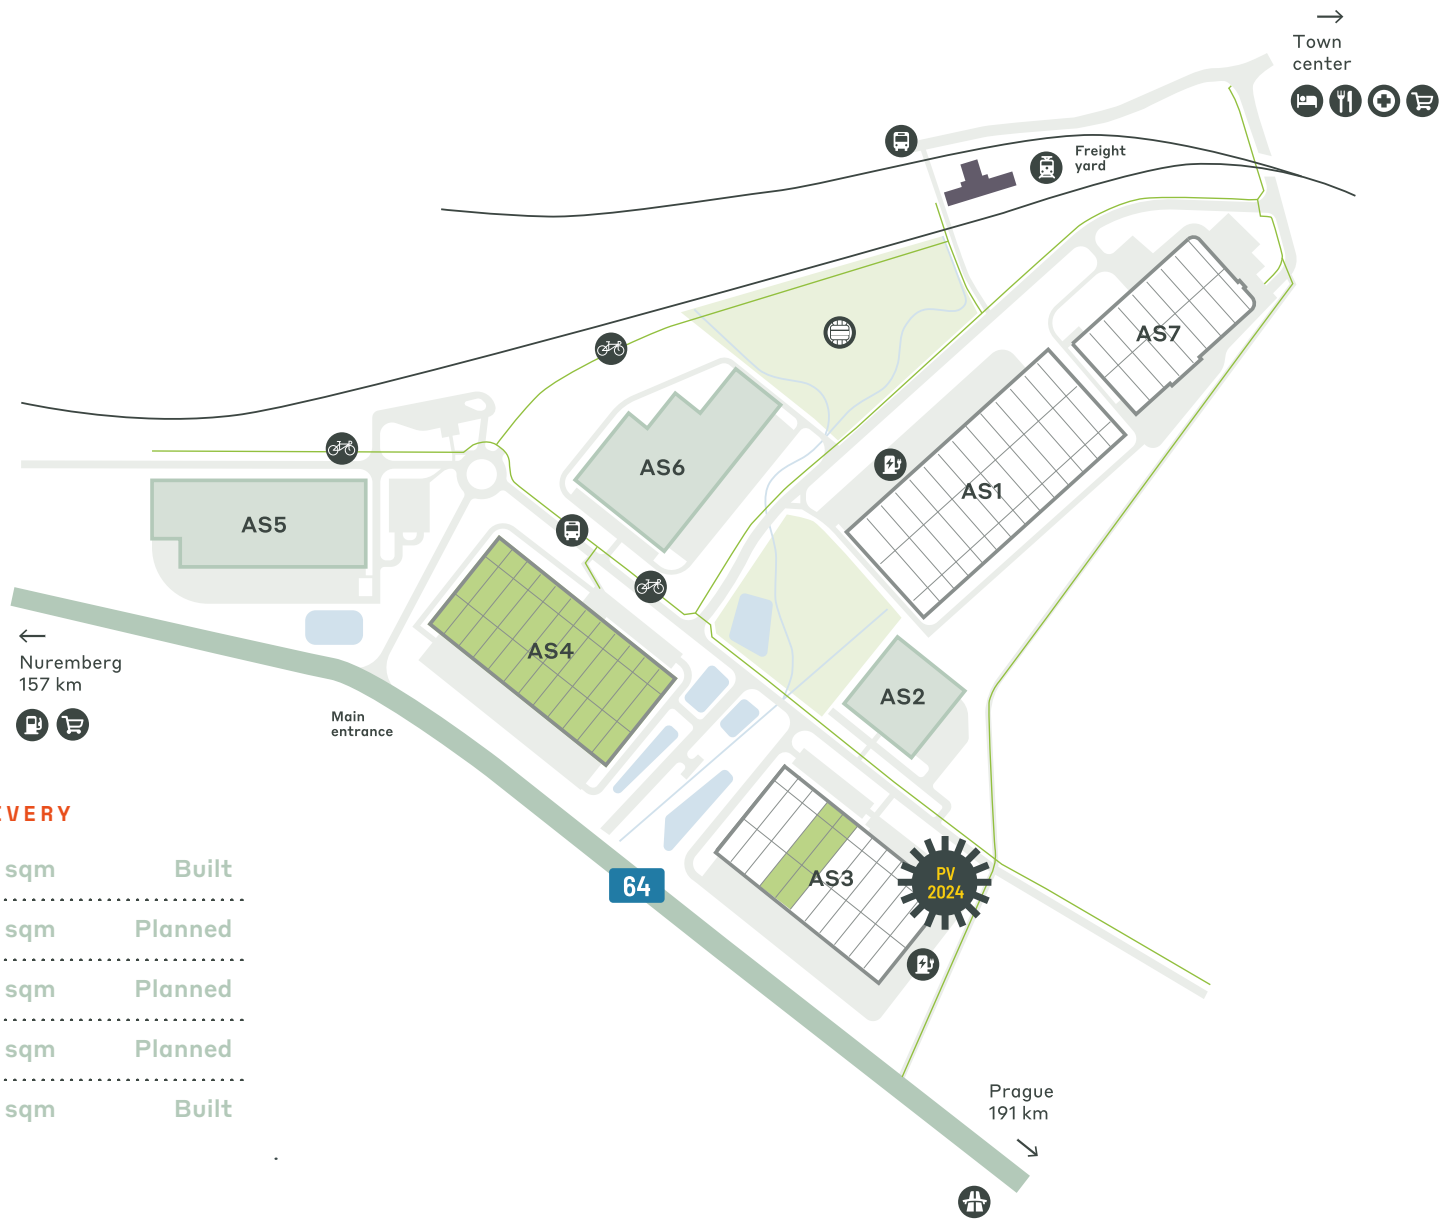 Town
center
Freight
yard
AS7
AS1
AS6
AS5
AS4
AS2
AS3
PV
2024
Nuremberg
157 km
Main
entrance
64
Prague
191 km
sqm Built
sqm Planned
sqm Planned
sqm Planned
sqm Built